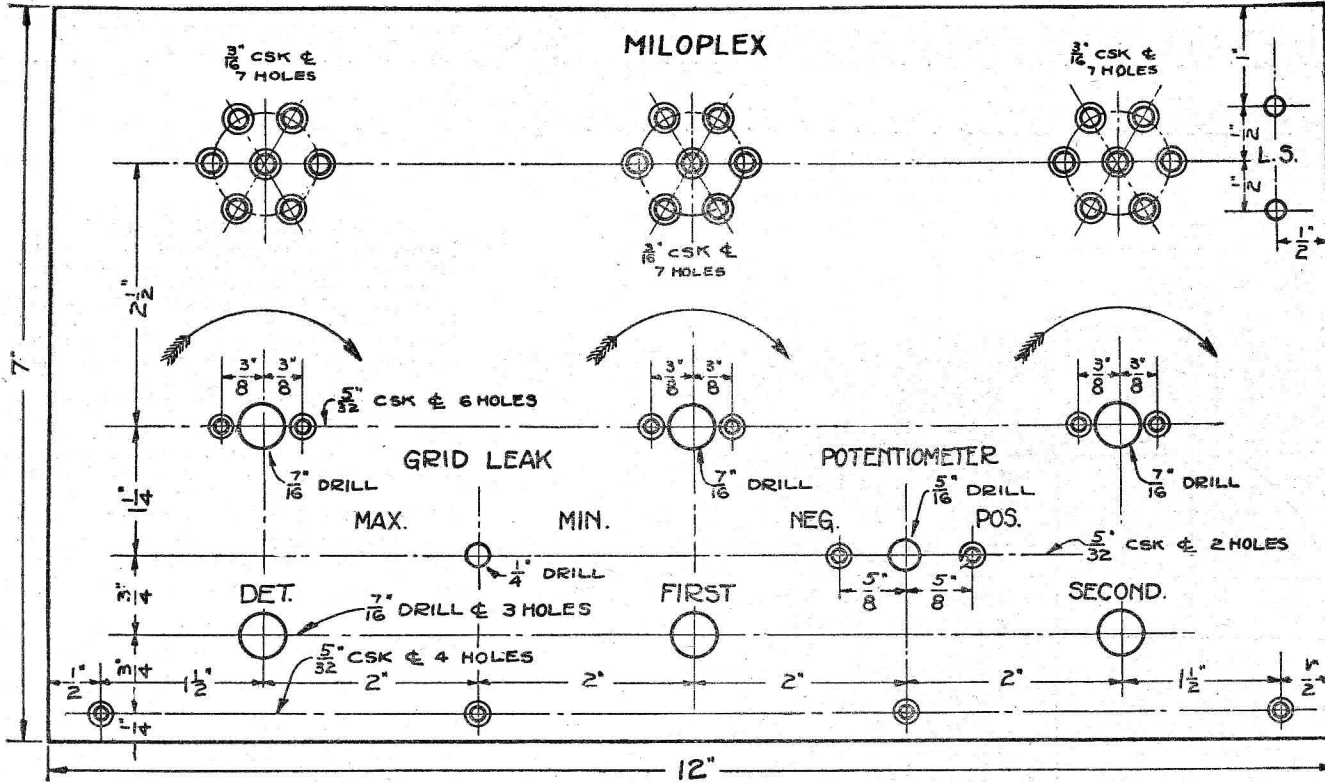 MILOPLEX
3/16" CSK ℄
7 HOLES
3/16" CSK ℄
7 HOLES
1"
1/2"
L.S.
1/2"
1/2"
3/16" CSK ℄
7 HOLES
2 1/2"
7"
3/8" 3/8"
3/8" 3/8"
3/8" 3/8"
5/32" CSK ℄ 6 HOLES
GRID LEAK
POTENTIOMETER
7/16" DRILL
7/16" DRILL
5/16" DRILL
7/16" DRILL
1 1/4"
MAX.
MIN.
NEG.
POS.
5/32" CSK ℄ 2 HOLES
1/4" DRILL
5/8" 5/8"
3/4"
DET.
FIRST
SECOND.
7/16" DRILL ℄ 3 HOLES
3/4"
5/32" CSK ℄ 4 HOLES
1/2" 1 1/2" 2" 2" 2" 2" 1 1/2"
1/4"
12"